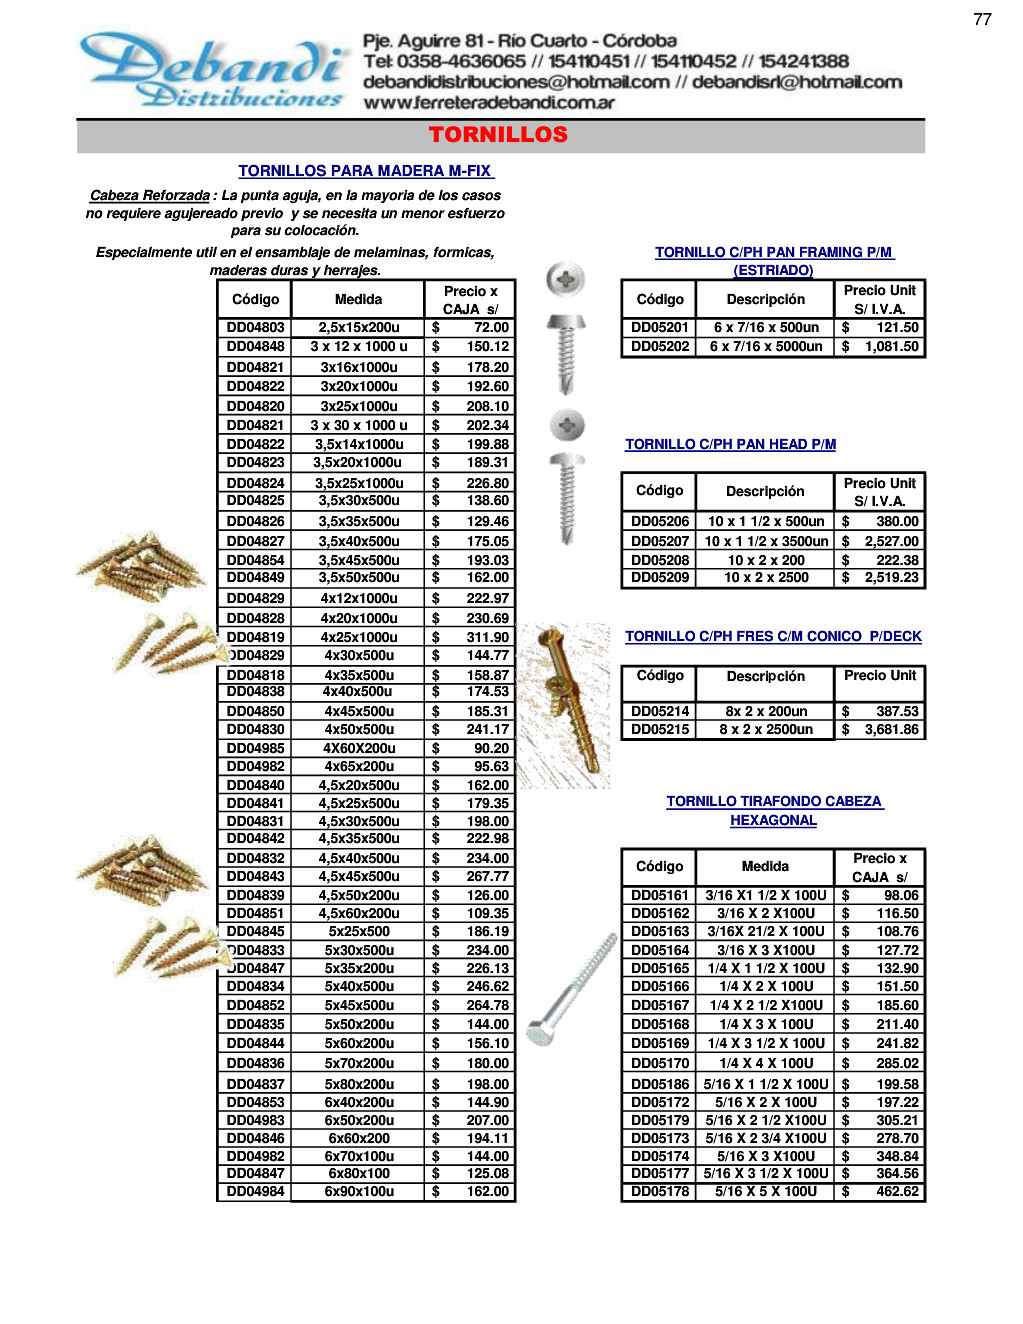 77
Debandi
Distribuciones
Pje. Aguirre 81 - Río Cuarto - Córdoba
Tel: 0358-4636065 // 154110451 // 154110452 // 154241388
debandidistribuciones@hotmail.com // debandisrl@hotmail.com
www.ferreteradebandi.com.ar
TORNILLOS
TORNILLOS PARA MADERA M-FIX
Cabeza Reforzada : La punta aguja, en la mayoria de los casos
no requiere agujereado previo y se necesita un menor esfuerzo
para su colocación.
Especialmente util en el ensamblaje de melaminas, formicas,
maderas duras y herrajes.
Código Medida Precio x
CAJA s/
DD04803 2,5x15x200u $ 72.00
DD04848 3 x 12 x 1000 u $ 150.12
DD04821 3x16x1000u $ 178.20
DD04822 3x20x1000u $ 192.60
DD04820 3x25x1000u $ 208.10
DD04821 3 x 30 x 1000 u $ 202.34
DD04822 3,5x14x1000u $ 199.88
DD04823 3,5x20x1000u $ 189.31
DD04824 3,5x25x1000u $ 226.80
DD04825 3,5x30x500u $ 138.60
DD04826 3,5x35x500u $ 129.46
DD04827 3,5x40x500u $ 175.05
DD04854 3,5x45x500u $ 193.03
DD04849 3,5x50x500u $ 162.00
DD04829 4x12x1000u $ 222.97
DD04828 4x20x1000u $ 230.69
DD04819 4x25x1000u $ 311.90
DD04829 4x30x500u $ 144.77
DD04818 4x35x500u $ 158.87
DD04838 4x40x500u $ 174.53
DD04850 4x45x500u $ 185.31
DD04830 4x50x500u $ 241.17
DD04985 4X60X200u $ 90.20
DD04982 4x65x200u $ 95.63
DD04840 4,5x20x500u $ 162.00
DD04841 4,5x25x500u $ 179.35
DD04831 4,5x30x500u $ 198.00
DD04842 4,5x35x500u $ 222.98
DD04832 4,5x40x500u $ 234.00
DD04843 4,5x45x500u $ 267.77
DD04839 4,5x50x200u $ 126.00
DD04851 4,5x60x200u $ 109.35
DD04845 5x25x500 $ 186.19
DD04833 5x30x500u $ 234.00
DD04847 5x35x200u $ 226.13
DD04834 5x40x500u $ 246.62
DD04852 5x45x500u $ 264.78
DD04835 5x50x200u $ 144.00
DD04844 5x60x200u $ 156.10
DD04836 5x70x200u $ 180.00
DD04837 5x80x200u $ 198.00
DD04853 6x40x200u $ 144.90
DD04983 6x50x200u $ 207.00
DD04846 6x60x200 $ 194.11
DD04982 6x70x100u $ 144.00
DD04847 6x80x100 $ 125.08
DD04984 6x90x100u $ 162.00
TORNILLO C/PH PAN FRAMING P/M
(ESTRIADO)
Código Descripción Precio Unit
S/ I.V.A.
DD05201 6 x 7/16 x 500un $ 121.50
DD05202 6 x 7/16 x 5000un $ 1,081.50
TORNILLO C/PH PAN HEAD P/M
Código Descripción Precio Unit
S/ I.V.A.
DD05206 10 x 1 1/2 x 500un $ 380.00
DD05207 10 x 1 1/2 x 3500un $ 2,527.00
DD05208 10 x 2 x 200 $ 222.38
DD05209 10 x 2 x 2500 $ 2,519.23
TORNILLO C/PH FRES C/M CONICO P/DECK
Código Descripción Precio Unit
DD05214 8x 2 x 200un $ 387.53
DD05215 8 x 2 x 2500un $ 3,681.86
TORNILLO TIRAFONDO CABEZA
HEXAGONAL
Código Medida Precio x
CAJA s/
DD05161 3/16 X1 1/2 X 100U $ 98.06
DD05162 3/16 X 2 X100U $ 116.50
DD05163 3/16X 21/2 X 100U $ 108.76
DD05164 3/16 X 3 X100U $ 127.72
DD05165 1/4 X 1 1/2 X 100U $ 132.90
DD05166 1/4 X 2 X 100U $ 151.50
DD05167 1/4 X 2 1/2 X100U $ 185.60
DD05168 1/4 X 3 X 100U $ 211.40
DD05169 1/4 X 3 1/2 X 100U $ 241.82
DD05170 1/4 X 4 X 100U $ 285.02
DD05186 5/16 X 1 1/2 X 100U $ 199.58
DD05172 5/16 X 2 X 100U $ 197.22
DD05179 5/16 X 2 1/2 X100U $ 305.21
DD05173 5/16 X 2 3/4 X100U $ 278.70
DD05174 5/16 X 3 X100U $ 348.84
DD05177 5/16 X 3 1/2 X 100U $ 364.56
DD05178 5/16 X 5 X 100U $ 462.62